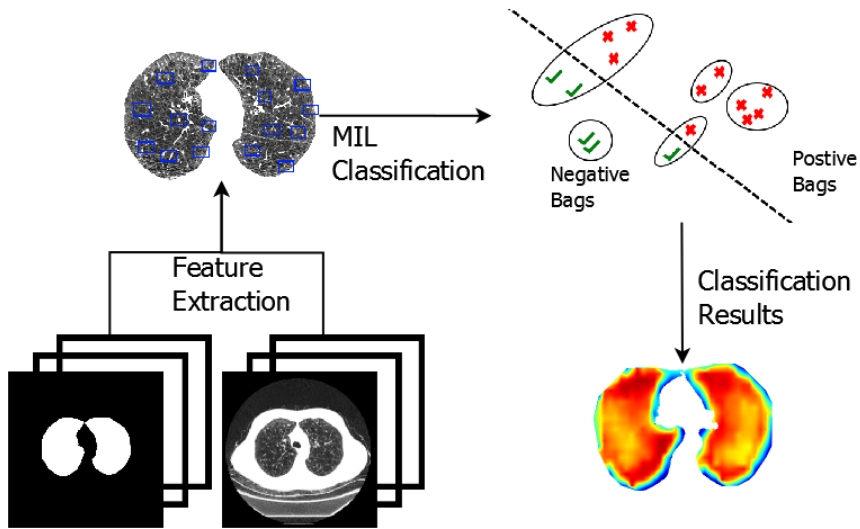 MIL
Classification
Negative
Bags
Postive
Bags
Feature
Extraction
Classification
Results